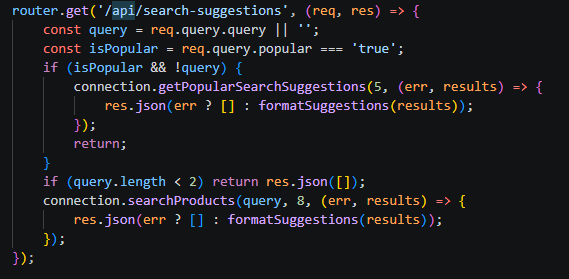 router.get('/api/search-suggestions', (req, res) => {
    const query = req.query.query || '';
    const isPopular = req.query.popular === 'true';
    if (isPopular && !query) {
        connection.getPopularSearchSuggestions(5, (err, results) => {
            res.json(err ? [] : formatSuggestions(results));
        });
        return;
    }
    if (query.length < 2) return res.json([]);
    connection.searchProducts(query, 8, (err, results) => {
        res.json(err ? [] : formatSuggestions(results));
    });
});